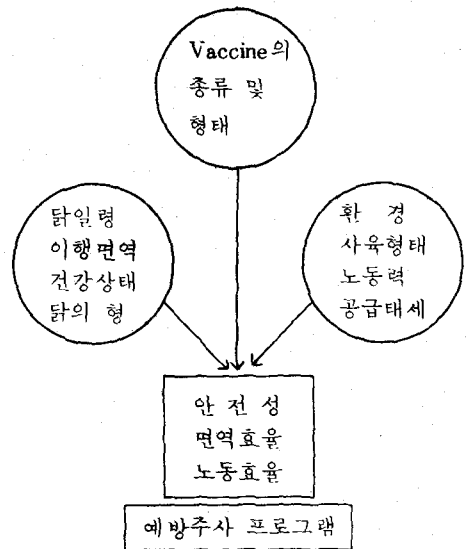 Vaccine의
종류 및
형태
닭일령
이행면역
건강상태
닭의 형
환 경
사육형태
노동력
공급태세
안 전 성
면역효율
노동효율
예방주사 프로그램